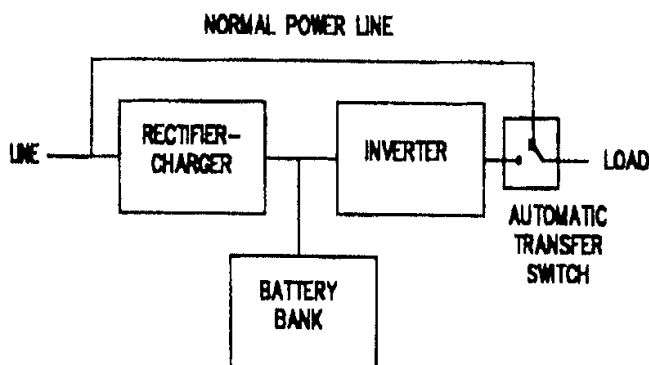 NORMAL POWER LINE
LINE
RECTIFIER-
CHARGER
INVERTER
LOAD
AUTOMATIC
TRANSFER
SWITCH
BATTERY
BANK